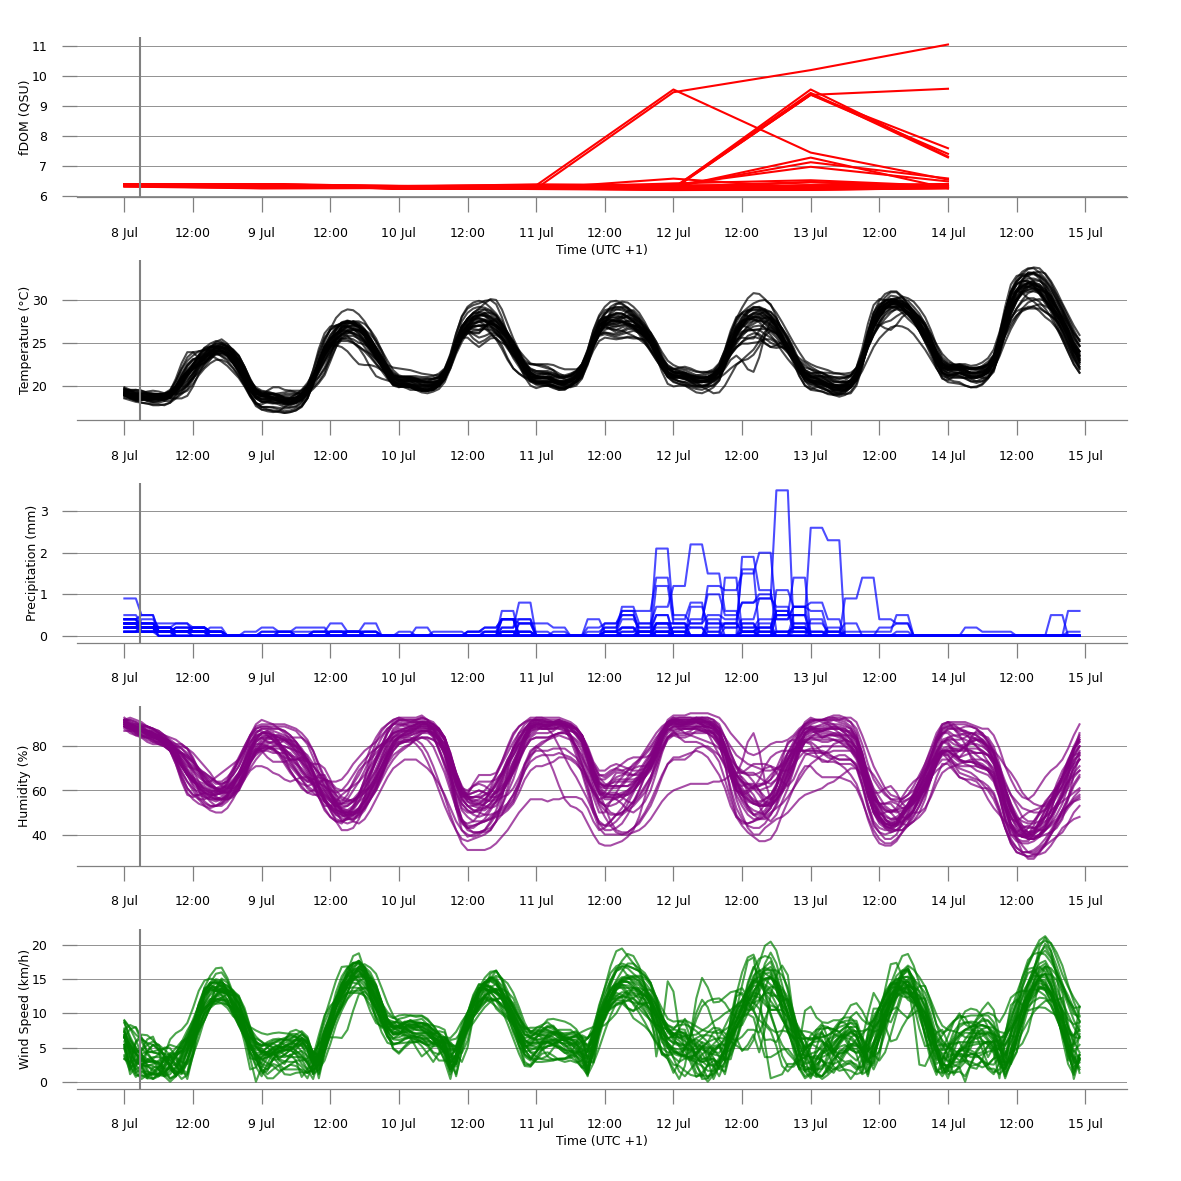 fDOM (QSU)
11
10
9
8
7
6
8 Jul 12:00 9 Jul 12:00 10 Jul 12:00 11 Jul 12:00 12 Jul 12:00 13 Jul 12:00 14 Jul 12:00 15 Jul
Time (UTC +1)
Temperature (°C)
30
25
20
8 Jul 12:00 9 Jul 12:00 10 Jul 12:00 11 Jul 12:00 12 Jul 12:00 13 Jul 12:00 14 Jul 12:00 15 Jul
Precipitation (mm)
3
2
1
0
8 Jul 12:00 9 Jul 12:00 10 Jul 12:00 11 Jul 12:00 12 Jul 12:00 13 Jul 12:00 14 Jul 12:00 15 Jul
Humidity (%)
80
60
40
8 Jul 12:00 9 Jul 12:00 10 Jul 12:00 11 Jul 12:00 12 Jul 12:00 13 Jul 12:00 14 Jul 12:00 15 Jul
Wind Speed (km/h)
20
15
10
5
0
8 Jul 12:00 9 Jul 12:00 10 Jul 12:00 11 Jul 12:00 12 Jul 12:00 13 Jul 12:00 14 Jul 12:00 15 Jul
Time (UTC +1)